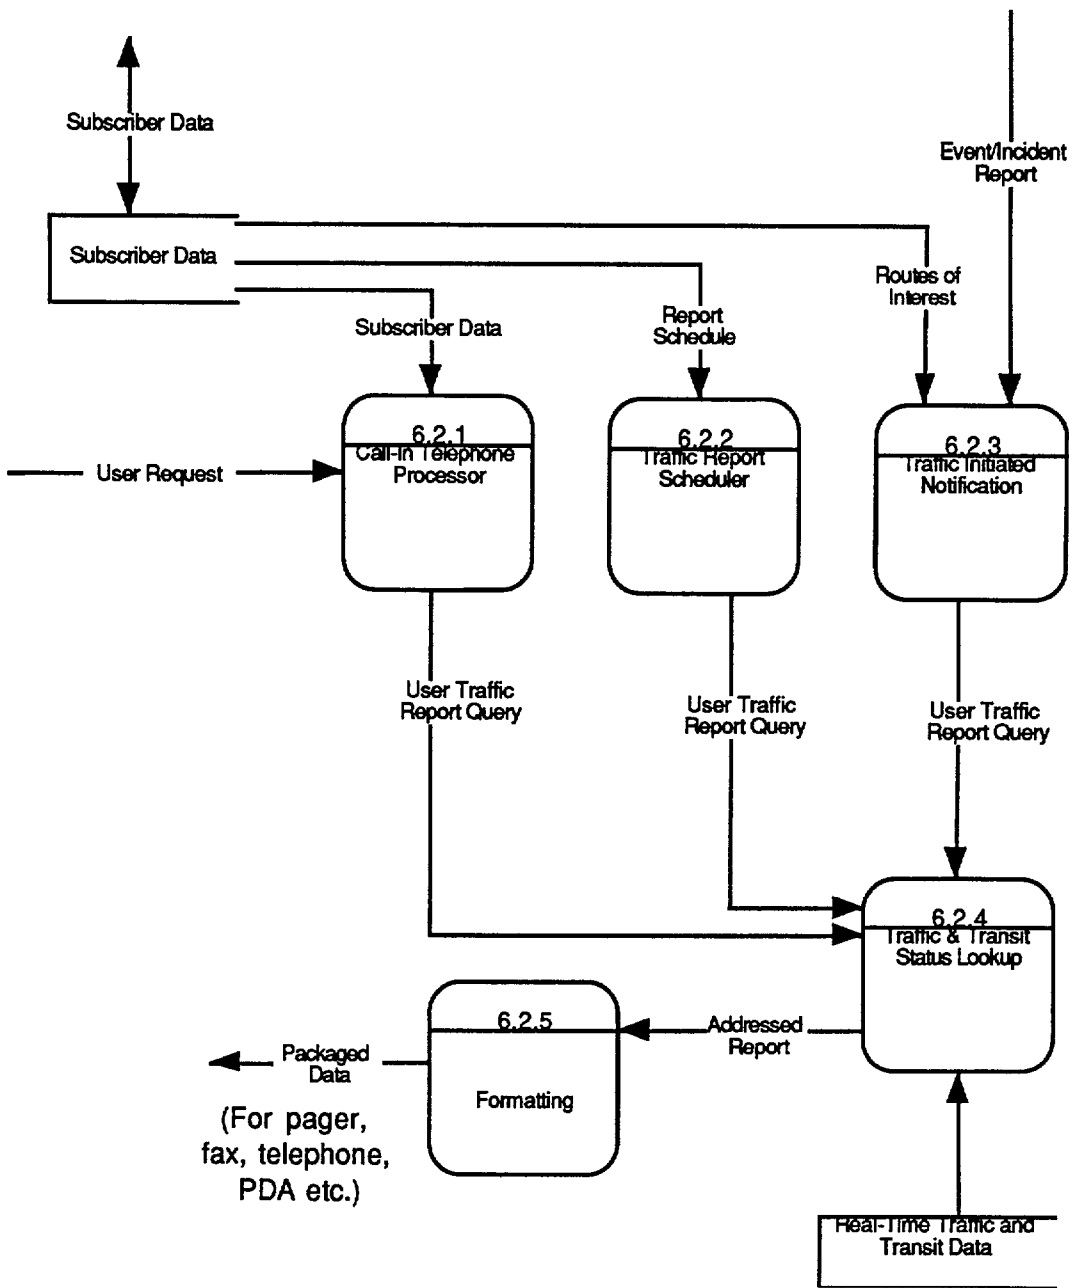 Subscriber Data
Event/Incident
Report
Subscriber Data
Routes of
Interest
Subscriber Data
Report
Schedule
6.2.1
Call-In Telephone
Processor
6.2.2
Traffic Report
Scheduler
6.2.3
Traffic Initiated
Notification
User Request
User Traffic
Report Query
User Traffic
Report Query
User Traffic
Report Query
6.2.4
Traffic & Transit
Status Lookup
6.2.5
Formatting
Addressed
Report
Packaged
Data
(For pager,
fax, telephone,
PDA etc.)
Real-Time Traffic and
Transit Data